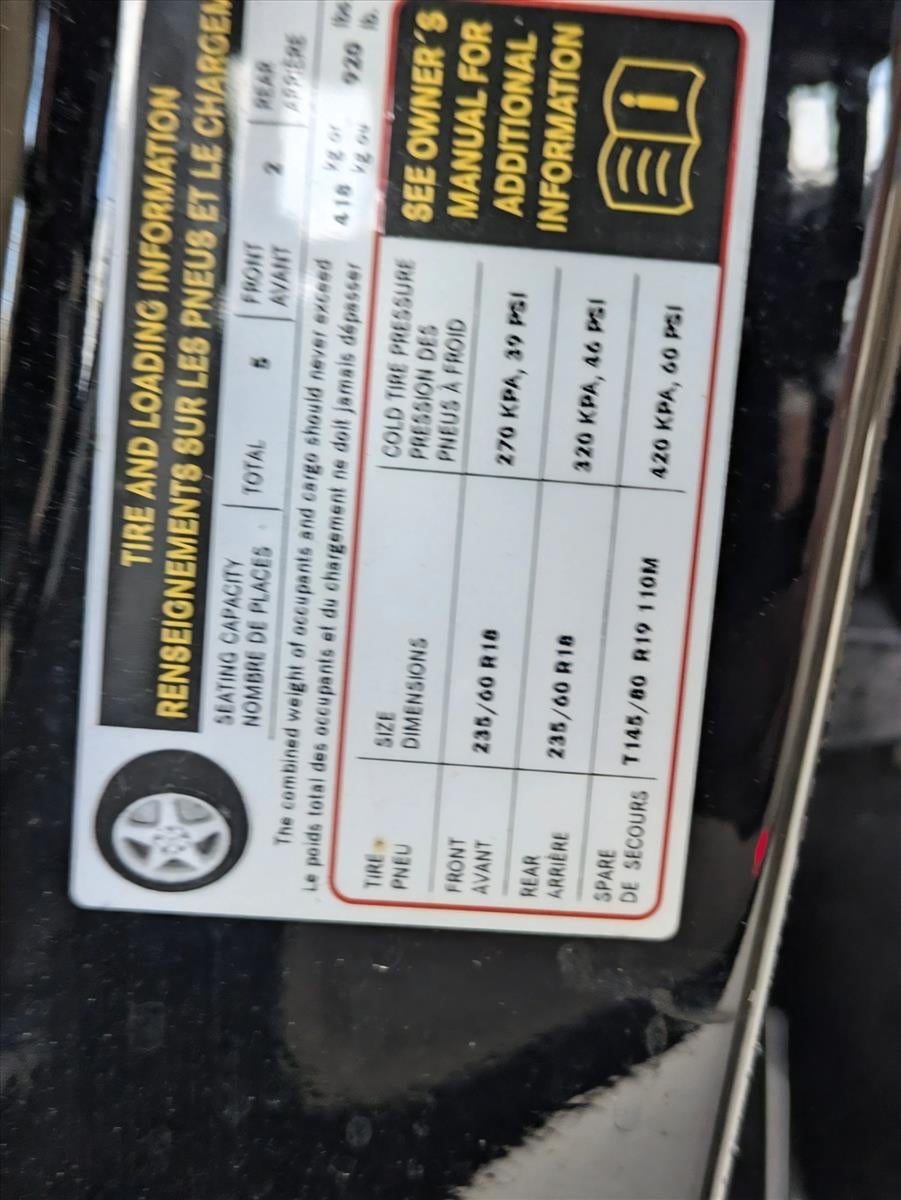 TIRE AND LOADING INFORMATION
RENSEIGNEMENTS SUR LES PNEUS ET LE CHARGEM
SEATING CAPACITY
NOMBRE DE PLACES
TOTAL 5
FRONT
AVANT
2
REAR
ARRIÈRE
The combined weight of occupants and cargo should never exceed 418 kg or 920 lbs
Le poids total des occupants et du chargement ne doit jamais dépasser kg ou lb.
TIRE
PNEU
SIZE
DIMENSIONS
COLD TIRE PRESSURE
PRESSION DES
PNEUS À FROID
FRONT
AVANT
235/60 R18
270 KPA, 39 PSI
REAR
ARRIÈRE
235/60 R18
320 KPA, 46 PSI
SPARE
DE SECOURS
T145/80 R19 110M
420 KPA, 60 PSI
SEE OWNER'S
MANUAL FOR
ADDITIONAL
INFORMATION